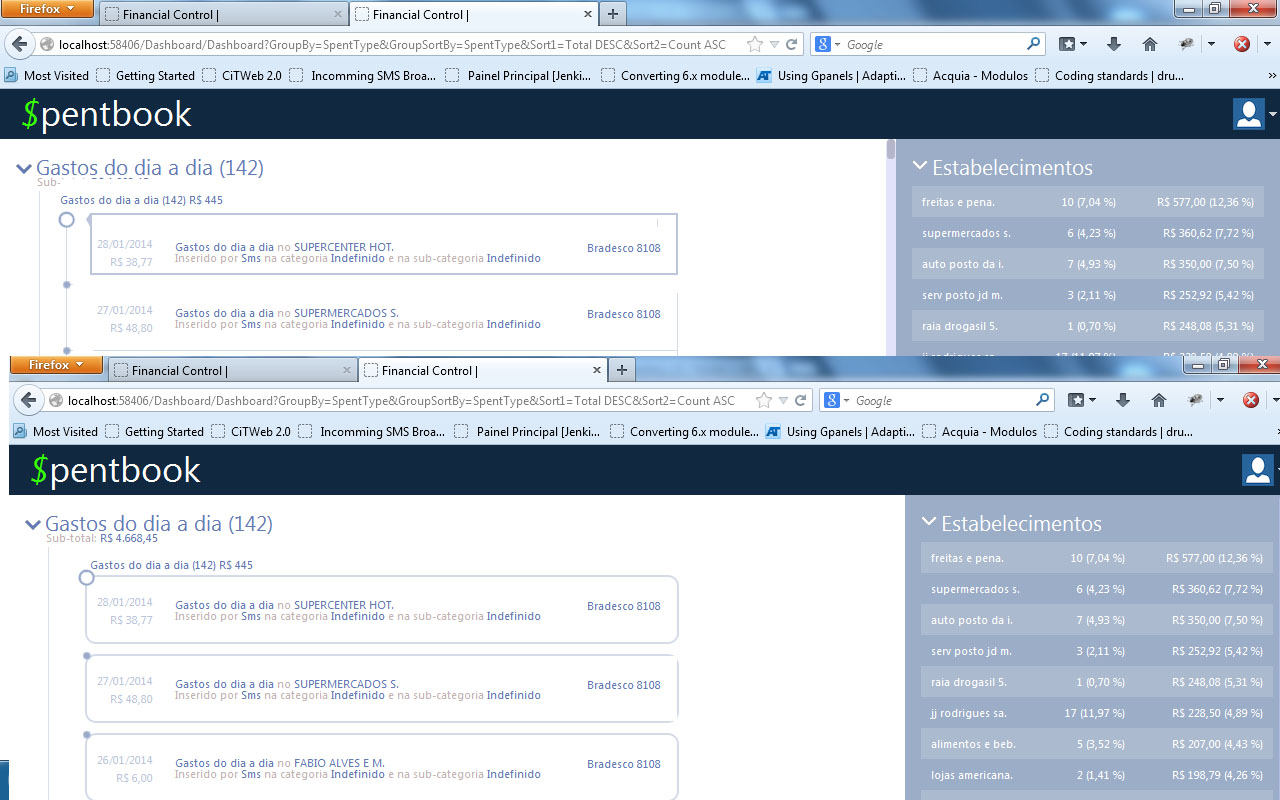 Firefox
Financial Control |
Financial Control |
localhost:58406/Dashboard/Dashboard?GroupBy=SpentType&GroupSortBy=SpentType&Sort1=Total DESC&Sort2=Count ASC
Google
Most Visited Getting Started CiTWeb 2.0 Incomming SMS Broa... Painel Principal [Jenki... Converting 6.x module... Using Gpanels | Adapti... Acquia - Modulos Coding standards | dru... »
$pentbook
Gastos do dia a dia (142)
Gastos do dia a dia (142) R$ 445
28/01/2014 Gastos do dia a dia no SUPERCENTER HOT. Bradesco 8108
R$ 38,77 Inserido por Sms na categoria Indefinido e na sub-categoria Indefinido
27/01/2014 Gastos do dia a dia no SUPERMERCADOS S. Bradesco 8108
R$ 48,80 Inserido por Sms na categoria Indefinido e na sub-categoria Indefinido
Estabelecimentos
freitas e pena. 10 (7,04 %) R$ 577,00 (12,36 %)
supermercados s. 6 (4,23 %) R$ 360,62 (7,72 %)
auto posto da i. 7 (4,93 %) R$ 350,00 (7,50 %)
serv posto jd m. 3 (2,11 %) R$ 252,92 (5,42 %)
raia drogasil 5. 1 (0,70 %) R$ 248,08 (5,31 %)
Firefox
Financial Control |
Financial Control |
localhost:58406/Dashboard/Dashboard?GroupBy=SpentType&GroupSortBy=SpentType&Sort1=Total DESC&Sort2=Count ASC
Google
Most Visited Getting Started CiTWeb 2.0 Incomming SMS Broa... Painel Principal [Jenki... Converting 6.x module... Using Gpanels | Adapti... Acquia - Modulos Coding standards | dru...
$pentbook
Gastos do dia a dia (142)
Sub-total: R$ 4.668,45
Gastos do dia a dia (142) R$ 445
28/01/2014 Gastos do dia a dia no SUPERCENTER HOT. Bradesco 8108
R$ 38,77 Inserido por Sms na categoria Indefinido e na sub-categoria Indefinido
27/01/2014 Gastos do dia a dia no SUPERMERCADOS S. Bradesco 8108
R$ 48,80 Inserido por Sms na categoria Indefinido e na sub-categoria Indefinido
26/01/2014 Gastos do dia a dia no FABIO ALVES E M. Bradesco 8108
R$ 6,00 Inserido por Sms na categoria Indefinido e na sub-categoria Indefinido
Estabelecimentos
freitas e pena. 10 (7,04 %) R$ 577,00 (12,36 %)
supermercados s. 6 (4,23 %) R$ 360,62 (7,72 %)
auto posto da i. 7 (4,93 %) R$ 350,00 (7,50 %)
serv posto jd m. 3 (2,11 %) R$ 252,92 (5,42 %)
raia drogasil 5. 1 (0,70 %) R$ 248,08 (5,31 %)
jj rodrigues sa. 17 (11,97 %) R$ 228,50 (4,89 %)
alimentos e beb. 5 (3,52 %) R$ 207,00 (4,43 %)
lojas americana. 2 (1,41 %) R$ 198,79 (4,26 %)